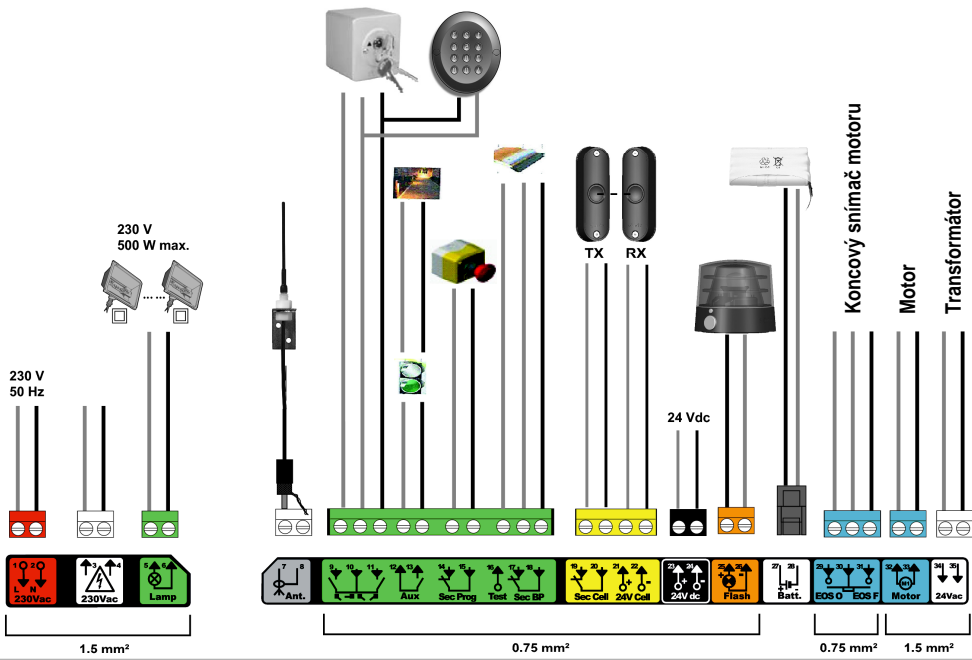 Koncový snímač motoru
Motor
Transformátor
230 V
500 W max.
TX
RX
230 V
50 Hz
24 Vdc
1 2
L N
230Vac
3 4
230Vac
5 6
Lamp
7 8
Ant.
9 10 11
12 13
Aux
14 15
Sec Prog
16
Test
17 18
Sec BP
19 20
Sec Cell
21 22
24V Cell
23 24
24V dc
25 26
Flash
27 28
Batt.
29 30 31
EOS O EOS F
32 33
M1
Motor
34 35
24Vac
1.5 mm²
0.75 mm²
0.75 mm²
1.5 mm²